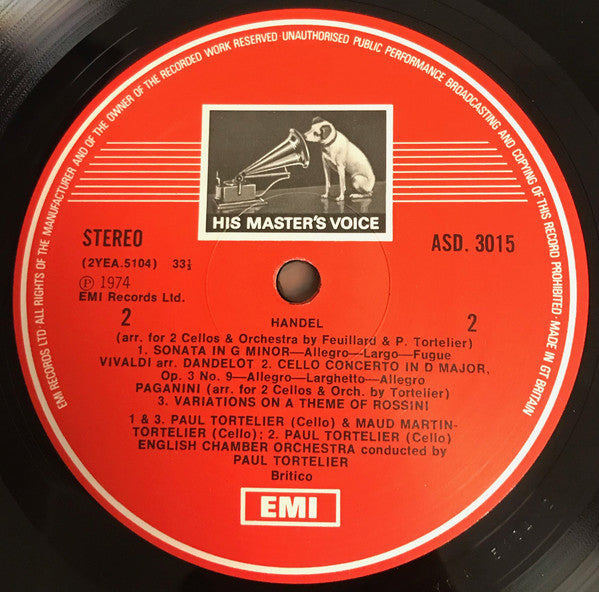 EMI RECORDS LTD · ALL RIGHTS OF THE MANUFACTURER AND OF THE OWNER OF THE RECORDED WORK RESERVED · UNAUTHORISED PUBLIC PERFORMANCE BROADCASTING AND COPYING OF THIS RECORD PROHIBITED · MADE IN GT BRITAIN
HIS MASTER'S VOICE
STEREO
ASD. 3015
(2YEA.5104) 33⅓
Ⓟ 1974
EMI Records Ltd.
2
2
HANDEL
(arr. for 2 Cellos & Orchestra by Feuillard & P. Tortelier)
1. SONATA IN G MINOR—Allegro—Largo—Fugue
VIVALDI arr. DANDELOT 2. CELLO CONCERTO IN D MAJOR,
Op. 3 No. 9—Allegro—Larghetto—Allegro
PAGANINI (arr. for 2 Cellos & Orch. by Tortelier)
3. VARIATIONS ON A THEME OF ROSSINI
1 & 3. PAUL TORTELIER (Cello) & MAUD MARTIN-
TORTELIER (Cello); 2. PAUL TORTELIER (Cello)
ENGLISH CHAMBER ORCHESTRA conducted by
PAUL TORTELIER
Britico
EMI